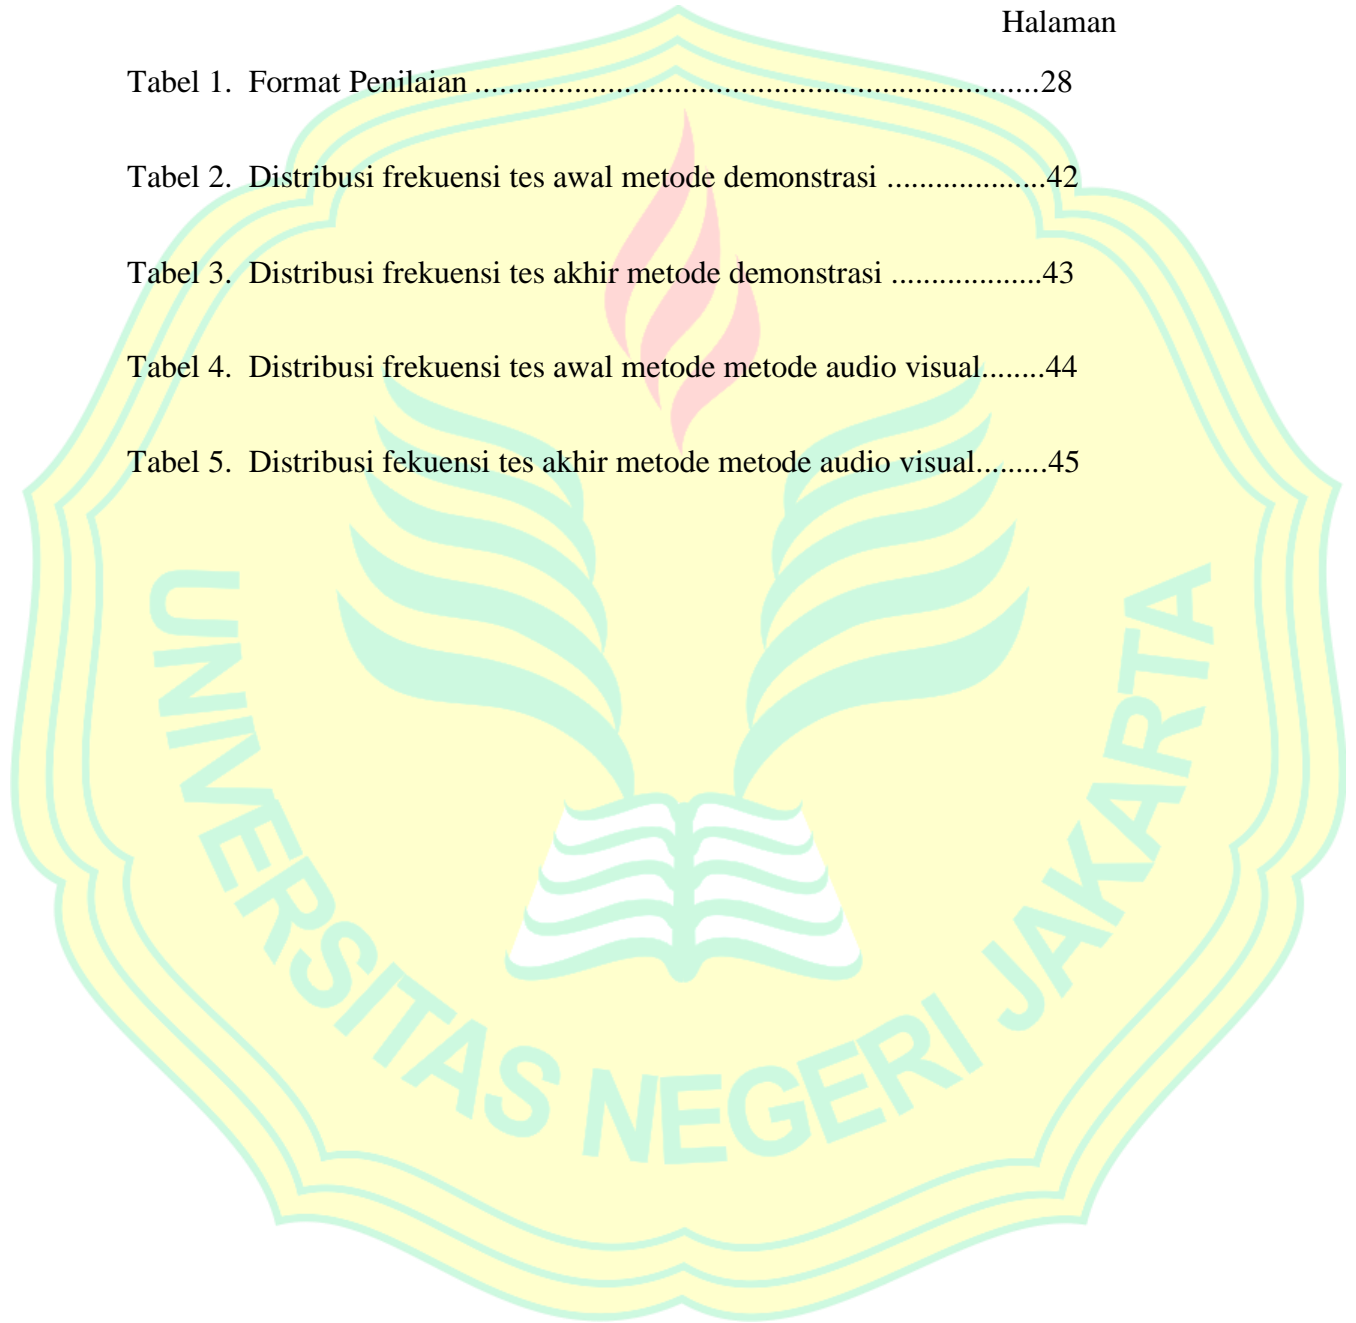 Halaman
Tabel 1. Format Penilaian ......................................................................28
Tabel 2. Distribusi frekuensi tes awal metode demonstrasi ....................42
Tabel 3. Distribusi frekuensi tes akhir metode demonstrasi ...................43
Tabel 4. Distribusi frekuensi tes awal metode metode audio visual........44
Tabel 5. Distribusi fekuensi tes akhir metode metode audio visual.........45
UNIVERSITAS NEGERI JAKARTA